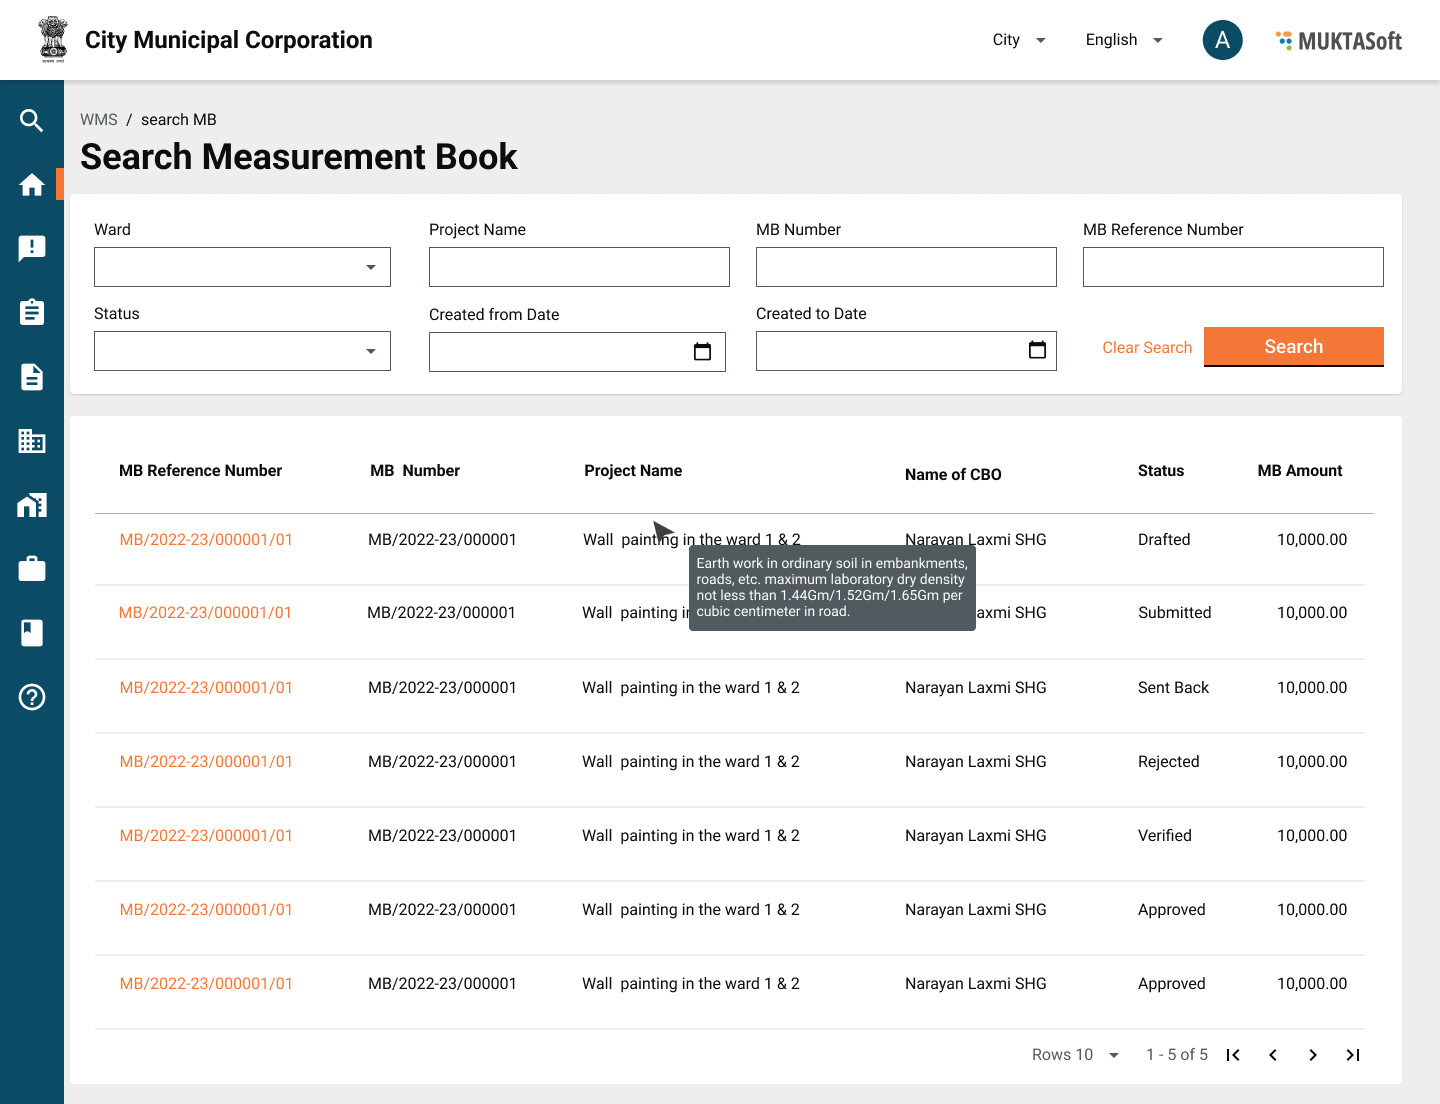 City Municipal Corporation
City
English
A
MUKTASoft
WMS / search MB
Search Measurement Book
Ward
Project Name
MB Number
MB Reference Number
Status
Created from Date
Created to Date
Clear Search
Search
MB Reference Number
MB Number
Project Name
Name of CBO
Status
MB Amount
MB/2022-23/000001/01
MB/2022-23/000001
Wall painting in the ward 1 & 2
Narayan Laxmi SHG
Drafted
10,000.00
Earth work in ordinary soil in embankments,
roads, etc. maximum laboratory dry density
not less than 1.44Gm/1.52Gm/1.65Gm per
cubic centimeter in road.
MB/2022-23/000001/01
MB/2022-23/000001
Wall painting
axmi SHG
Submitted
10,000.00
MB/2022-23/000001/01
MB/2022-23/000001
Wall painting in the ward 1 & 2
Narayan Laxmi SHG
Sent Back
10,000.00
MB/2022-23/000001/01
MB/2022-23/000001
Wall painting in the ward 1 & 2
Narayan Laxmi SHG
Rejected
10,000.00
MB/2022-23/000001/01
MB/2022-23/000001
Wall painting in the ward 1 & 2
Narayan Laxmi SHG
Verified
10,000.00
MB/2022-23/000001/01
MB/2022-23/000001
Wall painting in the ward 1 & 2
Narayan Laxmi SHG
Approved
10,000.00
MB/2022-23/000001/01
MB/2022-23/000001
Wall painting in the ward 1 & 2
Narayan Laxmi SHG
Approved
10,000.00
Rows 10
1 - 5 of 5